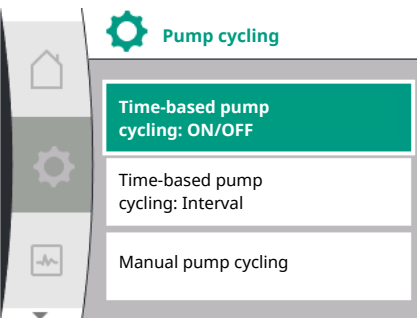 Pump cycling
Time-based pump
cycling: ON/OFF
Time-based pump
cycling: Interval
Manual pump cycling